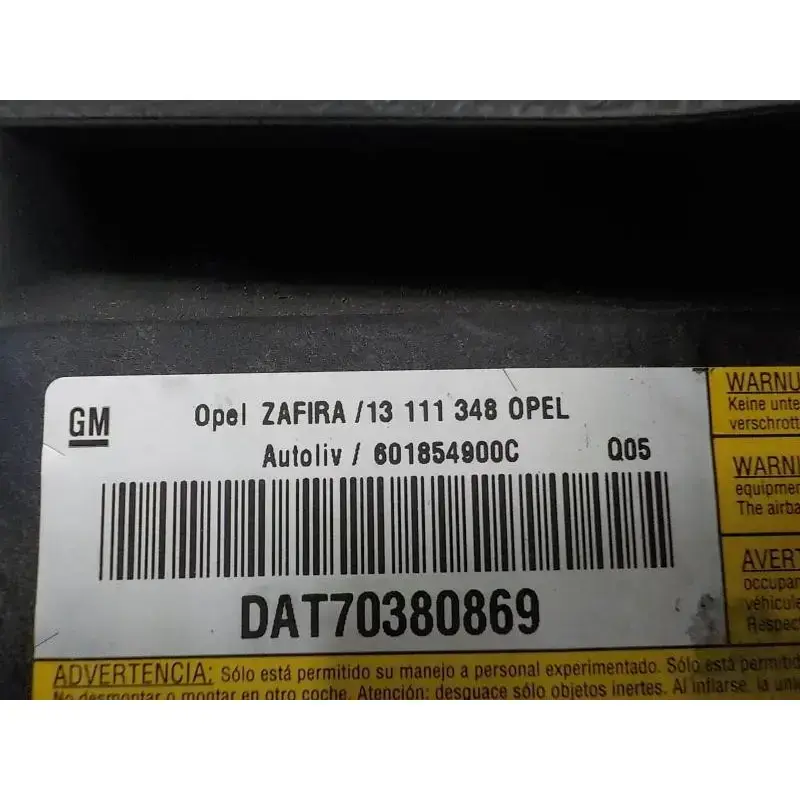 GM
Opel ZAFIRA /13 111 348 OPEL
Autoliv / 601854900C Q05
DAT70380869
WARNU
Keine unte
verschrott
WARNI
equipmen
The airba
AVERT
occupan
véhicule
Respec
ADVERTENCIA: Sólo está permitido su manejo a personal experimentado. Sólo está permitid
No desmontar o montar en otro coche. Atención: desguace sólo objetos inertes. Al inflarse, la